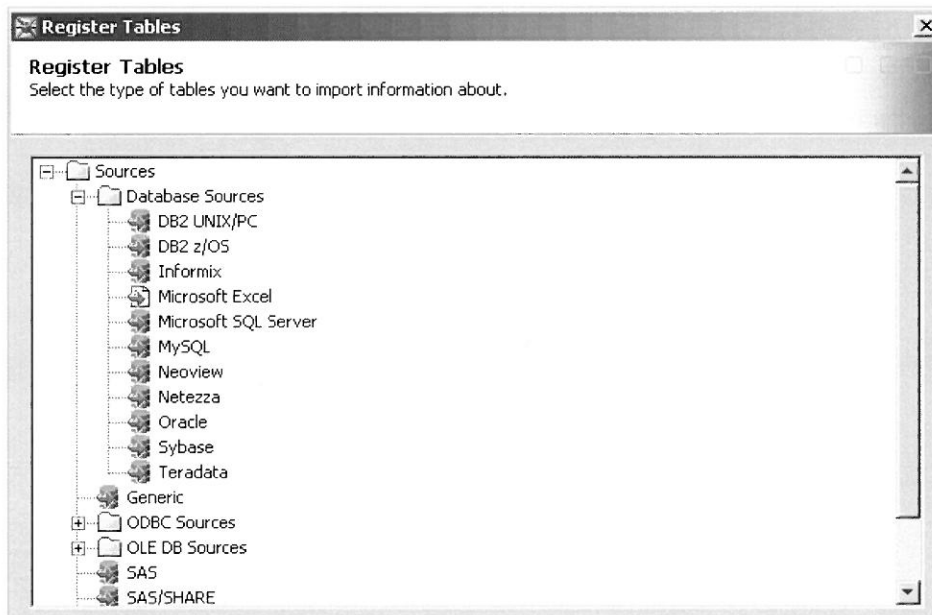 Register Tables
Register Tables
Select the type of tables you want to import information about.
Sources
Database Sources
DB2 UNIX/PC
DB2 z/OS
Informix
Microsoft Excel
Microsoft SQL Server
MySQL
Neoview
Netezza
Oracle
Sybase
Teradata
Generic
ODBC Sources
OLE DB Sources
SAS
SAS/SHARE